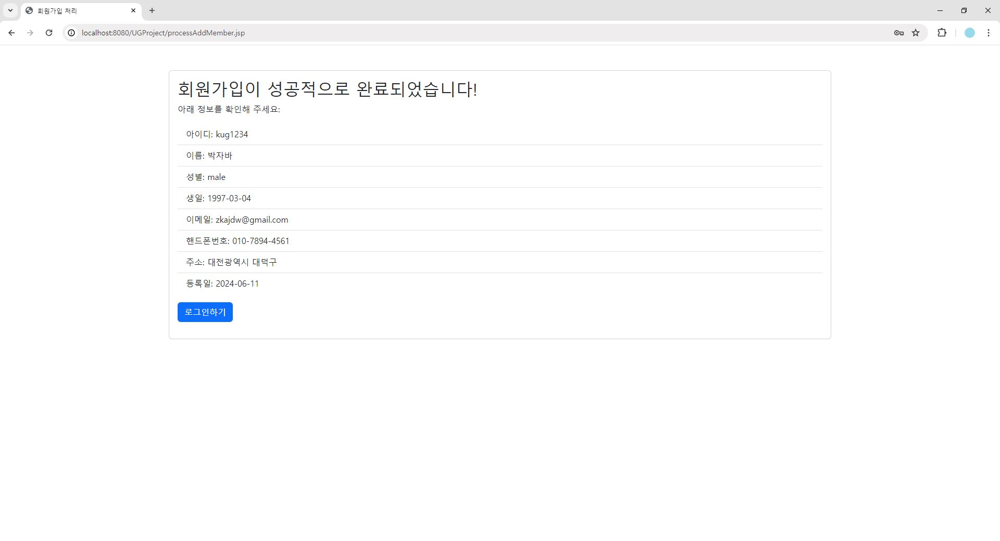 회원가입 처리
localhost:8080/UGProject/processAddMember.jsp
회원가입이 성공적으로 완료되었습니다!
아래 정보를 확인해 주세요:
아이디: kug1234
이름: 박자바
성별: male
생일: 1997-03-04
이메일: zkajdw@gmail.com
핸드폰번호: 010-7894-4561
주소: 대전광역시 대덕구
등록일: 2024-06-11
로그인하기